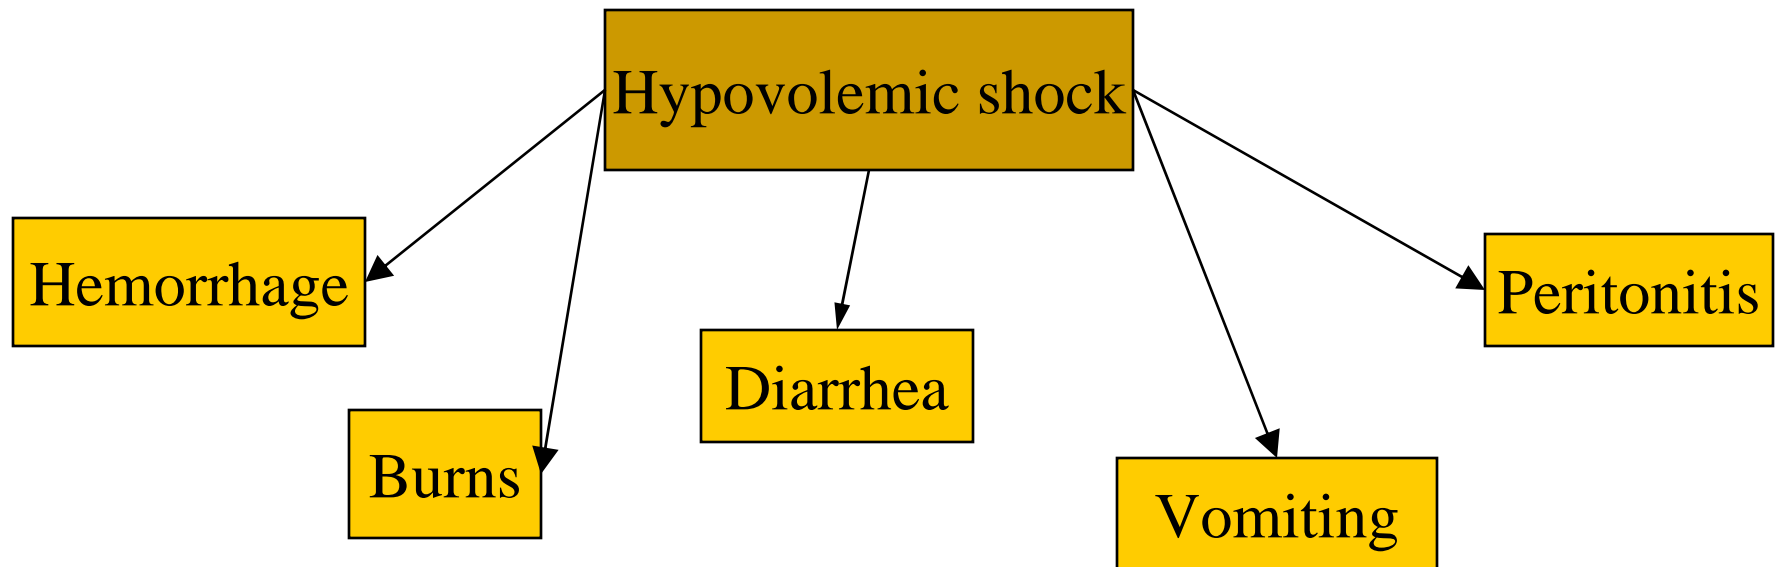 Hypovolemic shock
Hemorrhage
Peritonitis
Diarrhea
Burns
Vomiting